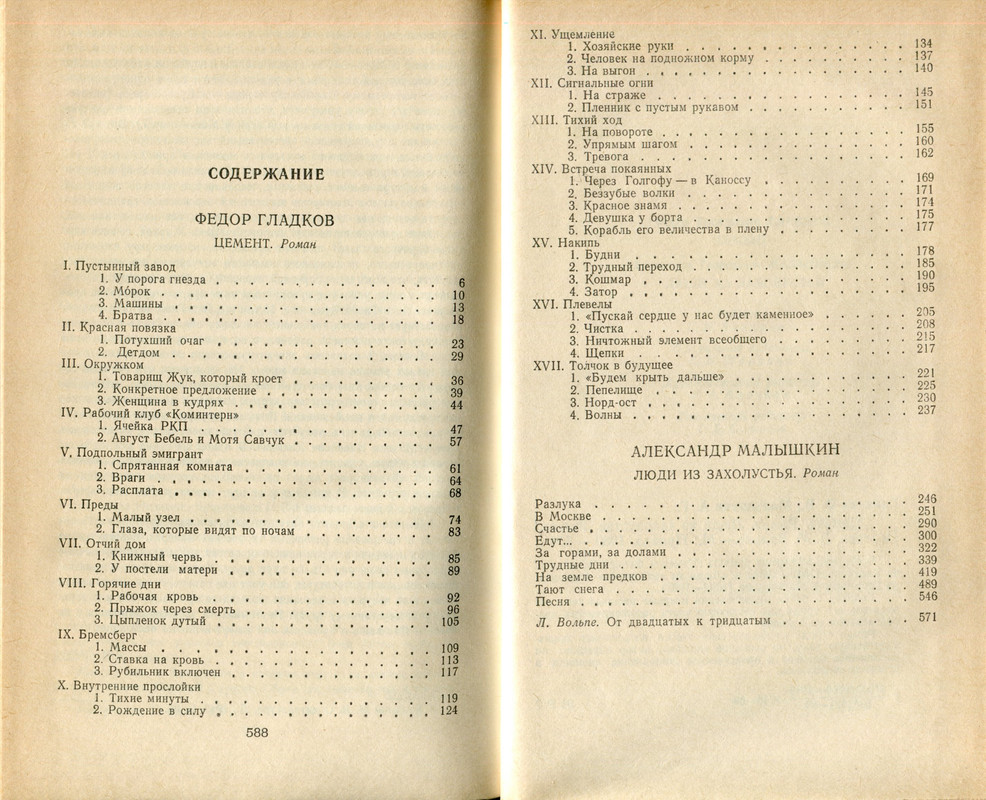 СОДЕРЖАНИЕ
ФЕДОР ГЛАДКОВ
ЦЕМЕНТ. Роман
I. Пустынный завод
1. У порога гнезда . . . . . . . . . . . . . . 6
2. Мо́рок . . . . . . . . . . . . . . 10
3. Машины . . . . . . . . . . . . . . 13
4. Братва . . . . . . . . . . . . . . 18
II. Красная повязка
1. Потухший очаг . . . . . . . . . . . . . . 23
2. Детдом . . . . . . . . . . . . . . 29
III. Окружком
1. Товарищ Жук, который кроет . . . . . . . . . . 36
2. Конкретное предложение . . . . . . . . . . 39
3. Женщина в кудрях . . . . . . . . . . 44
IV. Рабочий клуб «Коминтерн»
1. Ячейка РКП . . . . . . . . . . . . 47
2. Август Бебель и Мотя Савчук . . . . . . . . . . 57
V. Подпольный эмигрант
1. Спрятанная комната . . . . . . . . . . 61
2. Враги . . . . . . . . . . . . . . 64
3. Расплата . . . . . . . . . . . . . . 68
VI. Преды
1. Малый узел . . . . . . . . . . . . 74
2. Глаза, которые видят по ночам . . . . . . . . 83
VII. Отчий дом
1. Книжный червь . . . . . . . . . . . . 85
2. У постели матери . . . . . . . . . . 89
VIII. Горячие дни
1. Рабочая кровь . . . . . . . . . . . . 92
2. Прыжок через смерть . . . . . . . . . . 96
3. Цыпленок дутый . . . . . . . . . . . . 105
IX. Бремсберг
1. Массы . . . . . . . . . . . . . . 109
2. Ставка на кровь . . . . . . . . . . . . 113
3. Рубильник включен . . . . . . . . . . 117
X. Внутренние прослойки
1. Тихие минуты . . . . . . . . . . . . 119
2. Рождение в силу . . . . . . . . . . . . 124
588
XI. Ущемление
1. Хозяйские руки . . . . . . . . . . . . 134
2. Человек на подножном корму . . . . . . . . 137
3. На выгон . . . . . . . . . . . . . . 140
XII. Сигнальные огни
1. На страже . . . . . . . . . . . . . . 145
2. Пленник с пустым рукавом . . . . . . . . . . 151
XIII. Тихий ход
1. На повороте . . . . . . . . . . . . . . 155
2. Упрямым шагом . . . . . . . . . . . . 160
3. Тревога . . . . . . . . . . . . . . 162
XIV. Встреча покаянных
1. Через Голгофу — в Каноссу . . . . . . . . 169
2. Беззубые волки . . . . . . . . . . . . 171
3. Красное знамя . . . . . . . . . . . . 174
4. Девушка у борта . . . . . . . . . . . . 175
5. Корабль его величества в плену . . . . . . . . 177
XV. Накипь
1. Будни . . . . . . . . . . . . . . 178
2. Трудный переход . . . . . . . . . . . . 185
3. Кошмар . . . . . . . . . . . . . . 190
4. Затор . . . . . . . . . . . . . . 195
XVI. Плевелы
1. «Пускай сердце у нас будет каменное» . . . . . . 205
2. Чистка . . . . . . . . . . . . . . 208
3. Ничтожный элемент всеобщего . . . . . . . . 215
4. Щепки . . . . . . . . . . . . . . 217
XVII. Толчок в будущее
1. «Будем крыть дальше» . . . . . . . . . . 221
2. Пепелище . . . . . . . . . . . . . . 225
3. Норд-ост . . . . . . . . . . . . . . 230
4. Волны . . . . . . . . . . . . . . 237
АЛЕКСАНДР МАЛЫШКИН
ЛЮДИ ИЗ ЗАХОЛУСТЬЯ. Роман
Разлука . . . . . . . . . . . . . . 246
В Москве . . . . . . . . . . . . . . 251
Счастье . . . . . . . . . . . . . . 290
Едут... . . . . . . . . . . . . . . 300
За горами, за долами . . . . . . . . . . . . 322
Трудные дни . . . . . . . . . . . . . . 339
На земле предков . . . . . . . . . . . . 419
Тают снега . . . . . . . . . . . . . . 489
Песня . . . . . . . . . . . . . . 546
Л. Вольпе. От двадцатых к тридцатым . . . . . . . . 571